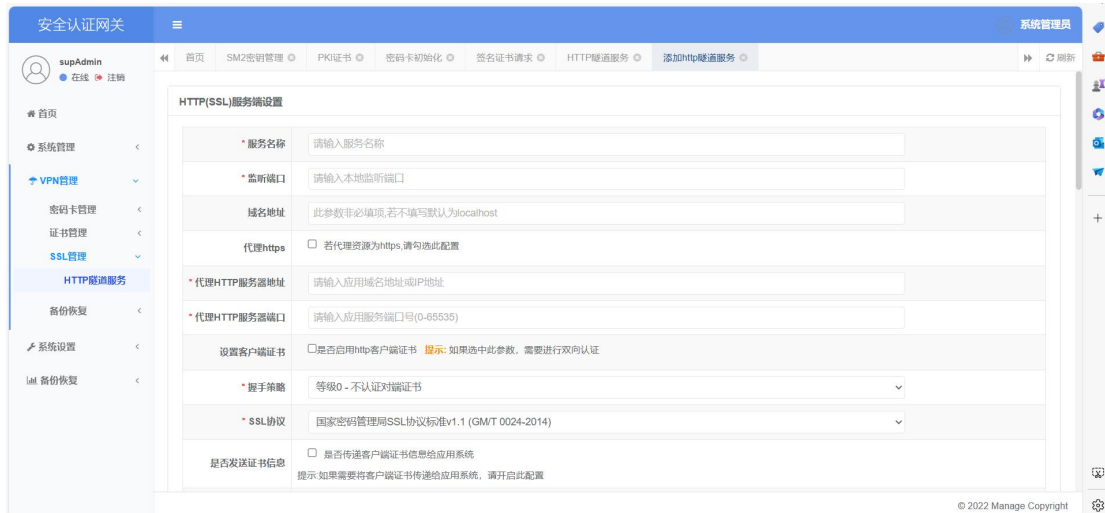 安全认证网关
系统管理员
supAdmin
在线 注销
首页 SM2密钥管理 PKI证书 密码卡初始化 签名证书请求 HTTP隧道服务 添加http隧道服务 刷新
首页
系统管理
VPN管理
密码卡管理
证书管理
SSL管理
HTTP隧道服务
备份恢复
系统设置
备份恢复
HTTP(SSL)服务端设置
* 服务名称 请输入服务名称
* 监听端口 请输入本地监听端口
域名地址 此参数非必填项,若不填写默认为localhost
代理https 若代理资源为https,请勾选此配置
* 代理HTTP服务器地址 请输入应用域名地址或IP地址
* 代理HTTP服务器端口 请输入应用服务端口号(0-65535)
设置客户端证书 是否启用http客户端证书 提示: 如果选中此参数，需要进行双向认证
* 握手策略 等级0 - 不认证对端证书
* SSL协议 国家密码管理局SSL协议标准v1.1 (GM/T 0024-2014)
是否发送证书信息 是否传递客户端证书信息给应用系统
提示:如果需要将客户端证书传递给应用系统，请开启此配置
© 2022 Manage Copyright